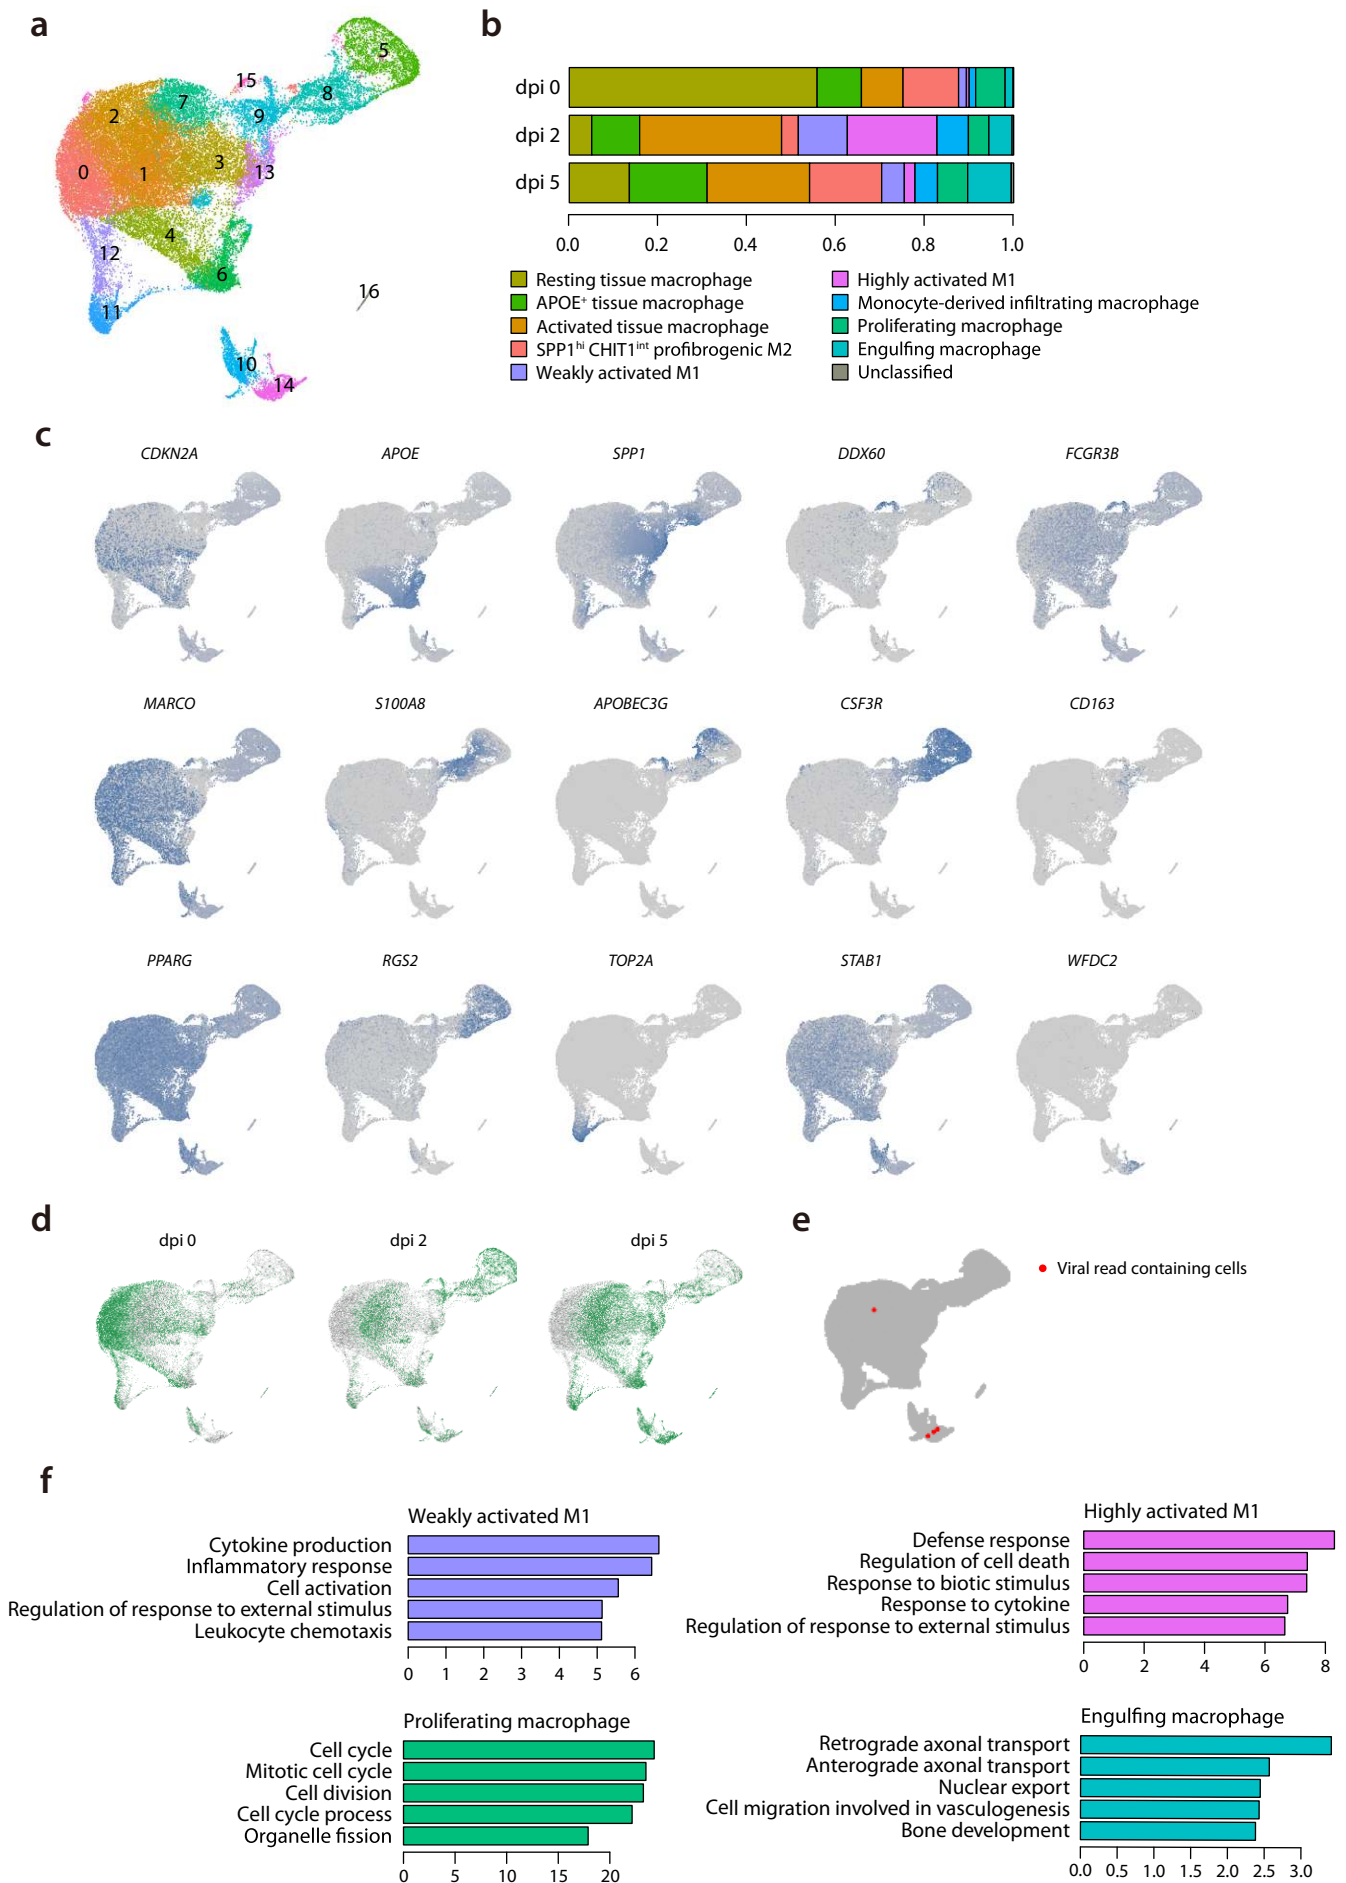 a
0
1
2
3
4
5
6
7
8
9
10
11
12
13
14
15
16
b
dpi 0
dpi 2
dpi 5
0.0 0.2 0.4 0.6 0.8 1.0
Resting tissue macrophage
APOE+ tissue macrophage
Activated tissue macrophage
SPP1hi CHIT1int profibrogenic M2
Weakly activated M1
Highly activated M1
Monocyte-derived infiltrating macrophage
Proliferating macrophage
Engulfing macrophage
Unclassified
c
CDKN2A APOE SPP1 DDX60 FCGR3B
MARCO S100A8 APOBEC3G CSF3R CD163
PPARG RGS2 TOP2A STAB1 WFDC2
d
dpi 0 dpi 2 dpi 5
e
Viral read containing cells
f
Weakly activated M1
Cytokine production
Inflammatory response
Cell activation
Regulation of response to external stimulus
Leukocyte chemotaxis
0 1 2 3 4 5 6
Highly activated M1
Defense response
Regulation of cell death
Response to biotic stimulus
Response to cytokine
Regulation of response to external stimulus
0 2 4 6 8
Proliferating macrophage
Cell cycle
Mitotic cell cycle
Cell division
Cell cycle process
Organelle fission
0 5 10 15 20
Engulfing macrophage
Retrograde axonal transport
Anterograde axonal transport
Nuclear export
Cell migration involved in vasculogenesis
Bone development
0.0 0.5 1.0 1.5 2.0 2.5 3.0